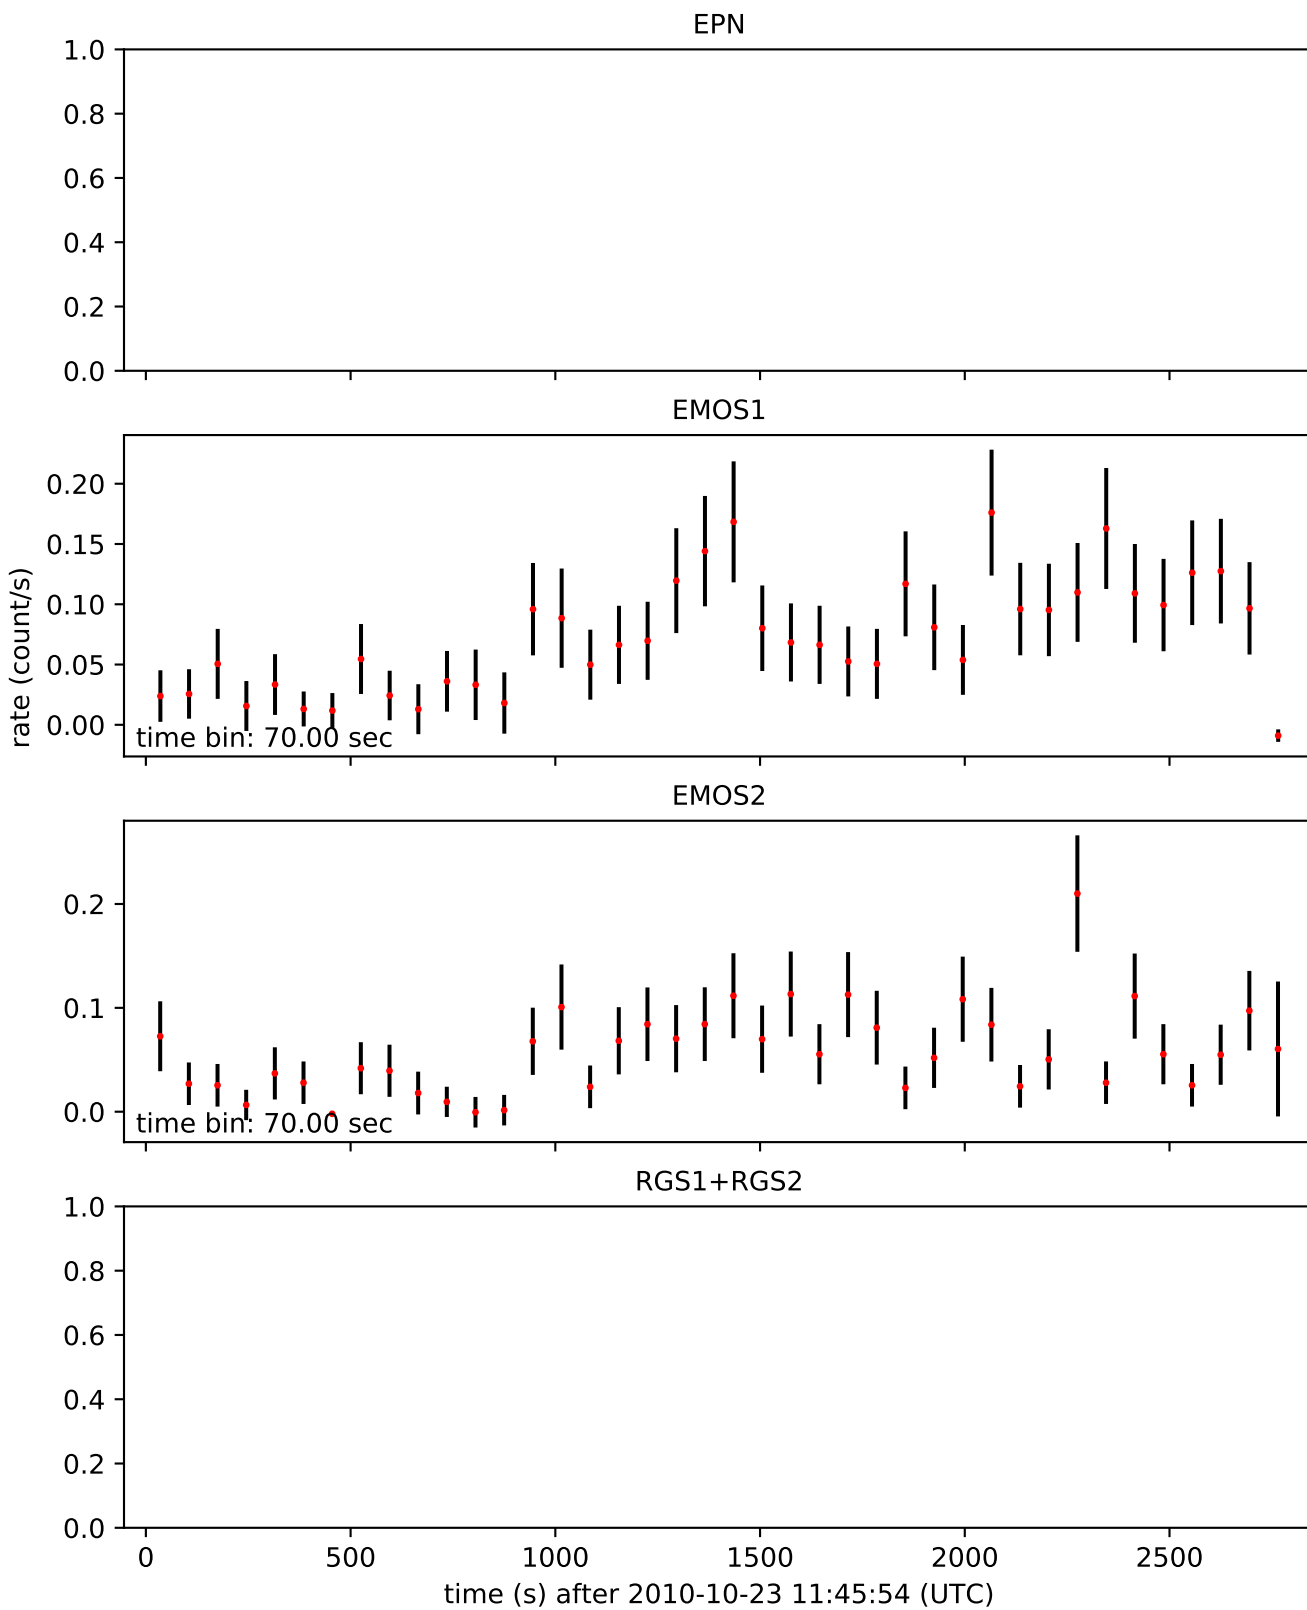 EPN
1.0
0.8
0.6
0.4
0.2
0.0
EMOS1
0.20
0.15
0.10
0.05
0.00
rate (count/s)
time bin: 70.00 sec
EMOS2
0.2
0.1
0.0
time bin: 70.00 sec
RGS1+RGS2
1.0
0.8
0.6
0.4
0.2
0.0
0 500 1000 1500 2000 2500
time (s) after 2010-10-23 11:45:54 (UTC)